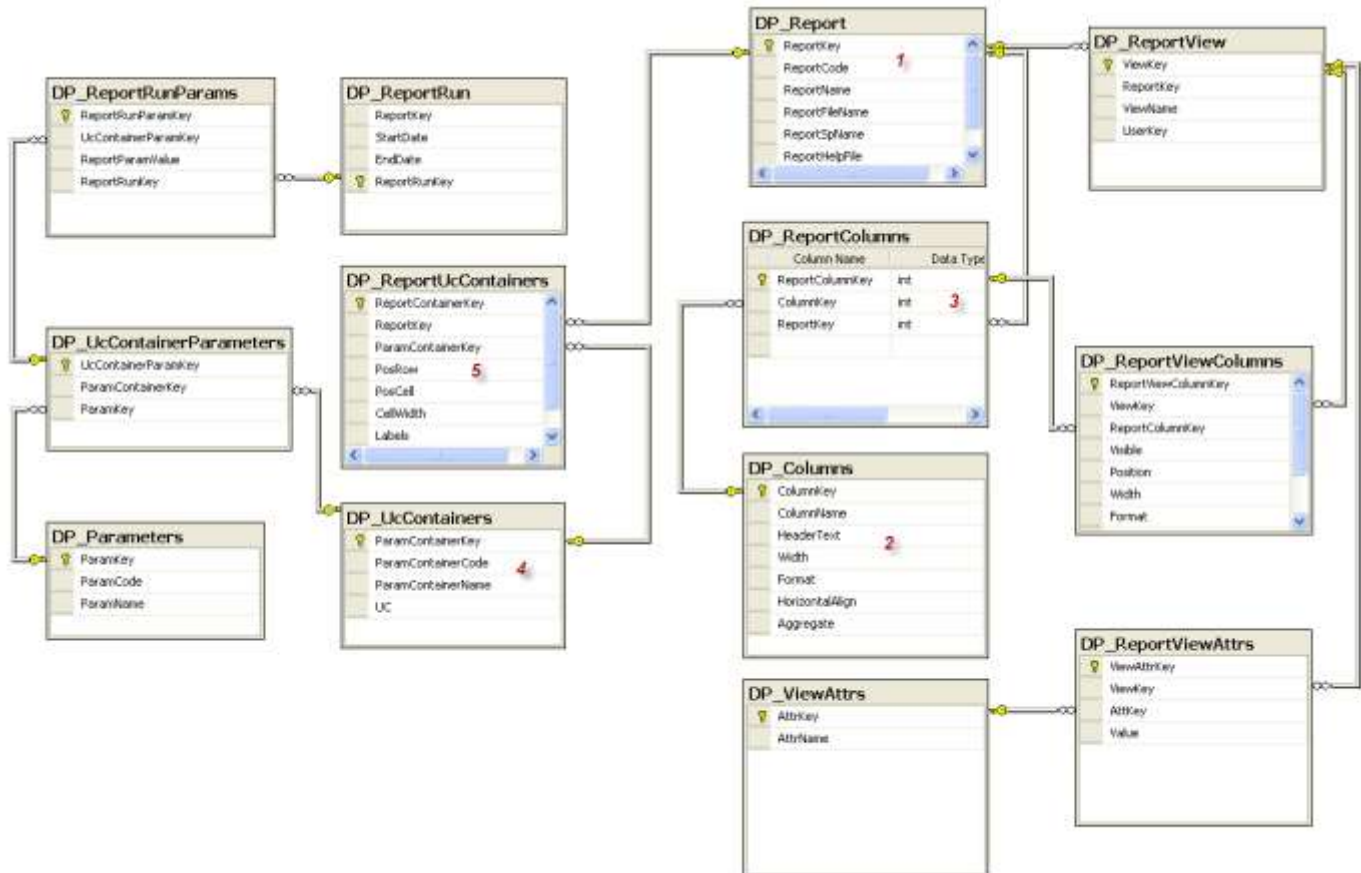 DP_ReportRunParams
ReportRunParamKey
UcContainerParamKey
ReportParamValue
ReportRunKey
DP_ReportRun
ReportKey
StartDate
EndDate
ReportRunKey
DP_Report
ReportKey
1
ReportCode
ReportName
ReportFileName
ReportSpName
ReportHelpFile
DP_ReportView
ViewKey
ReportKey
ViewName
UserKey
DP_ReportUcContainers
ReportContainerKey
ReportKey
ParamContainerKey
PosRow
5
PosCell
CellWidth
Labels
DP_ReportColumns
Column Name Data Type
ReportColumnKey int
ColumnKey int
3
ReportKey int
DP_UcContainerParameters
UcContainerParamKey
ParamContainerKey
ParamKey
DP_ReportViewColumns
ReportViewColumnKey
ViewKey
ReportColumnKey
Visible
Position
Width
Format
DP_Parameters
ParamKey
ParamCode
ParamName
DP_UcContainers
ParamContainerKey
ParamContainerCode
4
ParamContainerName
UC
DP_Columns
ColumnKey
ColumnName
HeaderText
2
Width
Format
HorizontalAlign
Aggregate
DP_ViewAttrs
AttrKey
AttrName
DP_ReportViewAttrs
ViewAttrKey
ViewKey
AttKey
Value